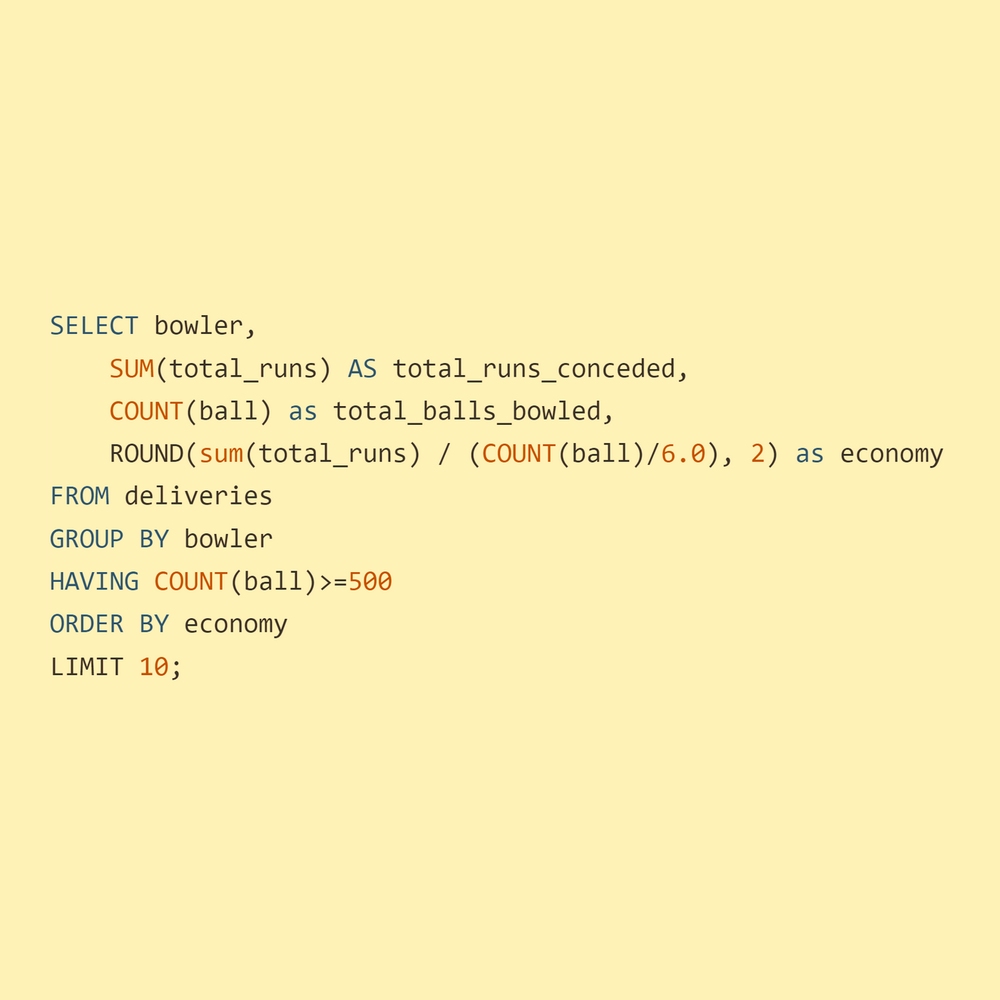 SELECT bowler,
    SUM(total_runs) AS total_runs_conceded,
    COUNT(ball) as total_balls_bowled,
    ROUND(sum(total_runs) / (COUNT(ball)/6.0), 2) as economy
FROM deliveries
GROUP BY bowler
HAVING COUNT(ball)>=500
ORDER BY economy
LIMIT 10;